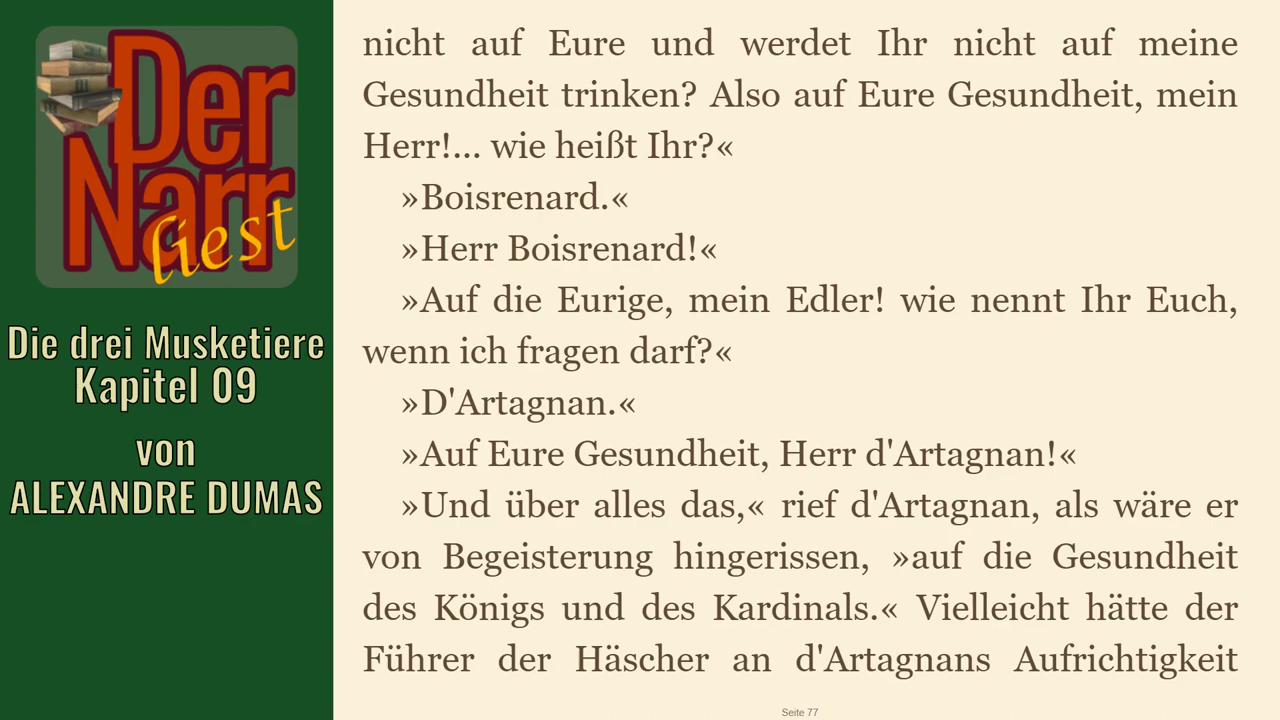 Der
Narr
liest
Die drei Musketiere
Kapitel 09
von
ALEXANDRE DUMAS
nicht auf Eure und werdet Ihr nicht auf meine
Gesundheit trinken? Also auf Eure Gesundheit, mein
Herr!... wie heißt Ihr?«
»Boisrenard.«
»Herr Boisrenard!«
»Auf die Eurige, mein Edler! wie nennt Ihr Euch,
wenn ich fragen darf?«
»D'Artagnan.«
»Auf Eure Gesundheit, Herr d'Artagnan!«
»Und über alles das,« rief d'Artagnan, als wäre er
von Begeisterung hingerissen, »auf die Gesundheit
des Königs und des Kardinals.« Vielleicht hätte der
Führer der Häscher an d'Artagnans Aufrichtigkeit
Seite 77